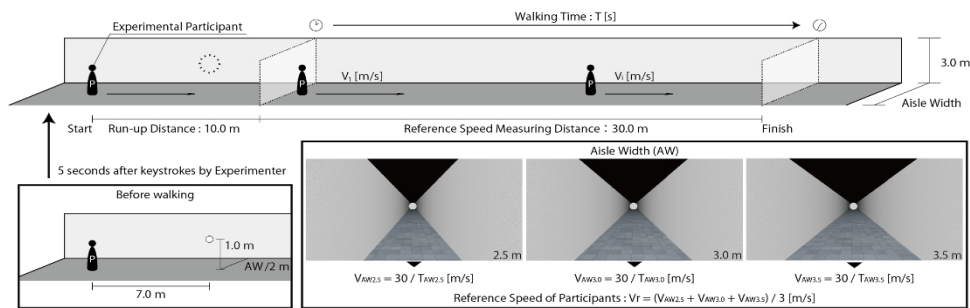 Walking Time : T [s]
Experimental Participant
P
P
V1 [m/s]
P
Vi [m/s]
3.0 m
Aisle Width
Start
Run-up Distance : 10.0 m
Reference Speed Measuring Distance : 30.0 m
Finish
5 seconds after keystrokes by Experimenter
Before walking
P
1.0 m
AW/2 m
7.0 m
Aisle Width (AW)
2.5 m
3.0 m
3.5 m
VAW2.5 = 30 / TAW2.5 [m/s]
VAW3.0 = 30 / TAW3.0 [m/s]
VAW3.5 = 30 / TAW3.5 [m/s]
Reference Speed of Participants : Vr = (VAW2.5 + VAW3.0 + VAW3.5) / 3 [m/s]